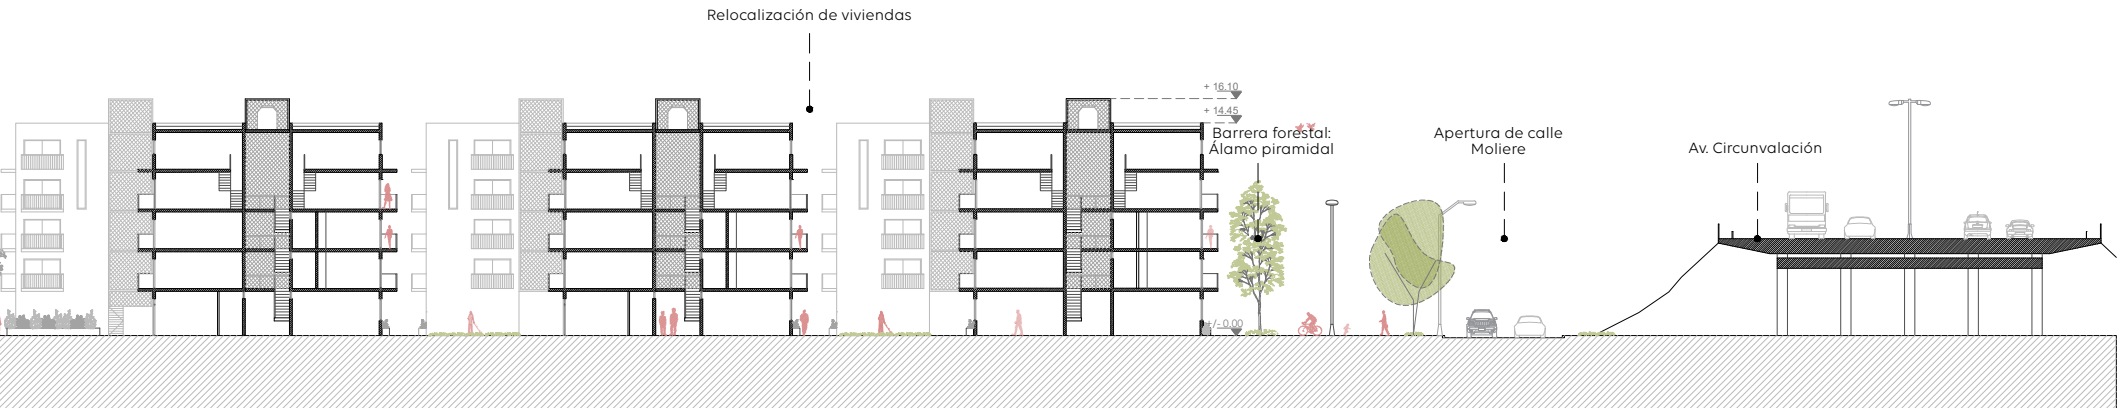 Relocalización de viviendas
+ 16.10
+ 14.45
Barrera forestal:
Álamo piramidal
Apertura de calle
Moliere
Av. Circunvalación
+/- 0.00